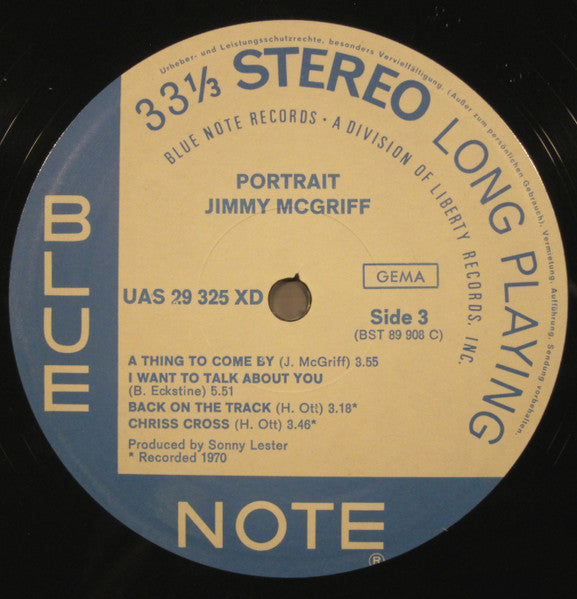 Urheber- und Leistungsschutzrechte, besonders Vervielfältigung, (Außer zum persönlichen Gebrauch), Vermietung, Aufführung, Sendung vorbehalten.
33⅓ STEREO LONG PLAYING
BLUE NOTE RECORDS • A DIVISION OF LIBERTY RECORDS, INC.
PORTRAIT
JIMMY MCGRIFF
GEMA
UAS 29 325 XD
Side 3
(BST 89 908 C)
A THING TO COME BY (J. McGriff) 3.55
I WANT TO TALK ABOUT YOU
(B. Eckstine) 5.51
BACK ON THE TRACK (H. Ott) 3.18*
CHRISS CROSS (H. Ott) 3.46*
Produced by Sonny Lester
* Recorded 1970
BLUE
NOTE
®